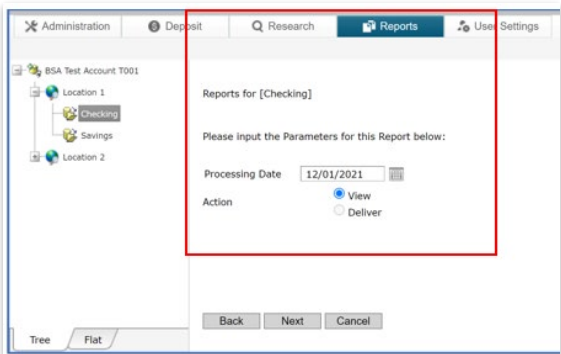 Administration Deposit Research Reports User Settings
BSA Test Account T001
Location 1
Checking
Savings
Location 2
Reports for [Checking]
Please input the Parameters for this Report below:
Processing Date 12/01/2021
Action View
Deliver
Back Next Cancel
Tree Flat